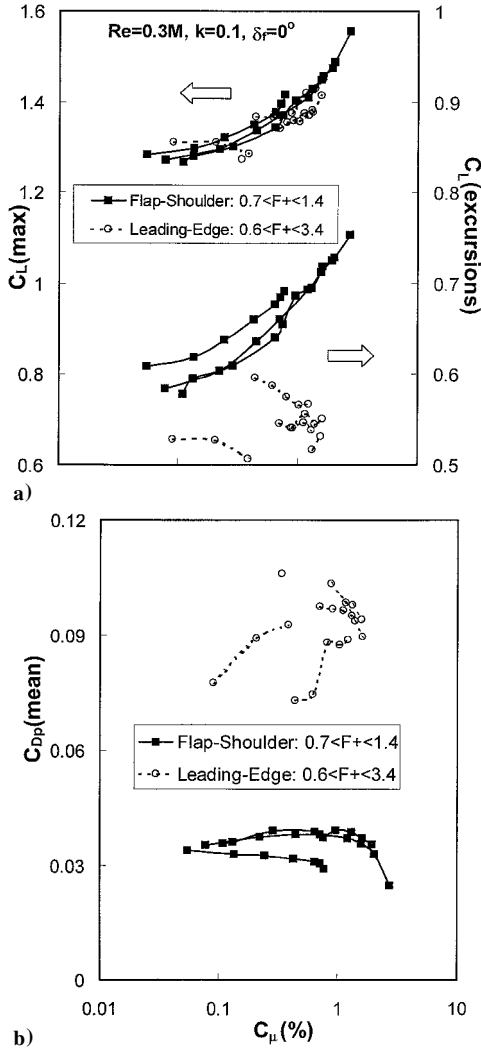 Re=0.3M, k=0.1, δf=0°
1.6
1.4
1.2
1
0.8
0.6
CL(max)
1
0.9
0.8
0.7
0.6
0.5
CL(excursions)
Flap-Shoulder: 0.7<F+<1.4
Leading-Edge: 0.6<F+<3.4
a)
0.12
0.09
0.06
0.03
0
CDp(mean)
Flap-Shoulder: 0.7<F+<1.4
Leading-Edge: 0.6<F+<3.4
0.01
0.1
1
10
Cμ(%)
b)